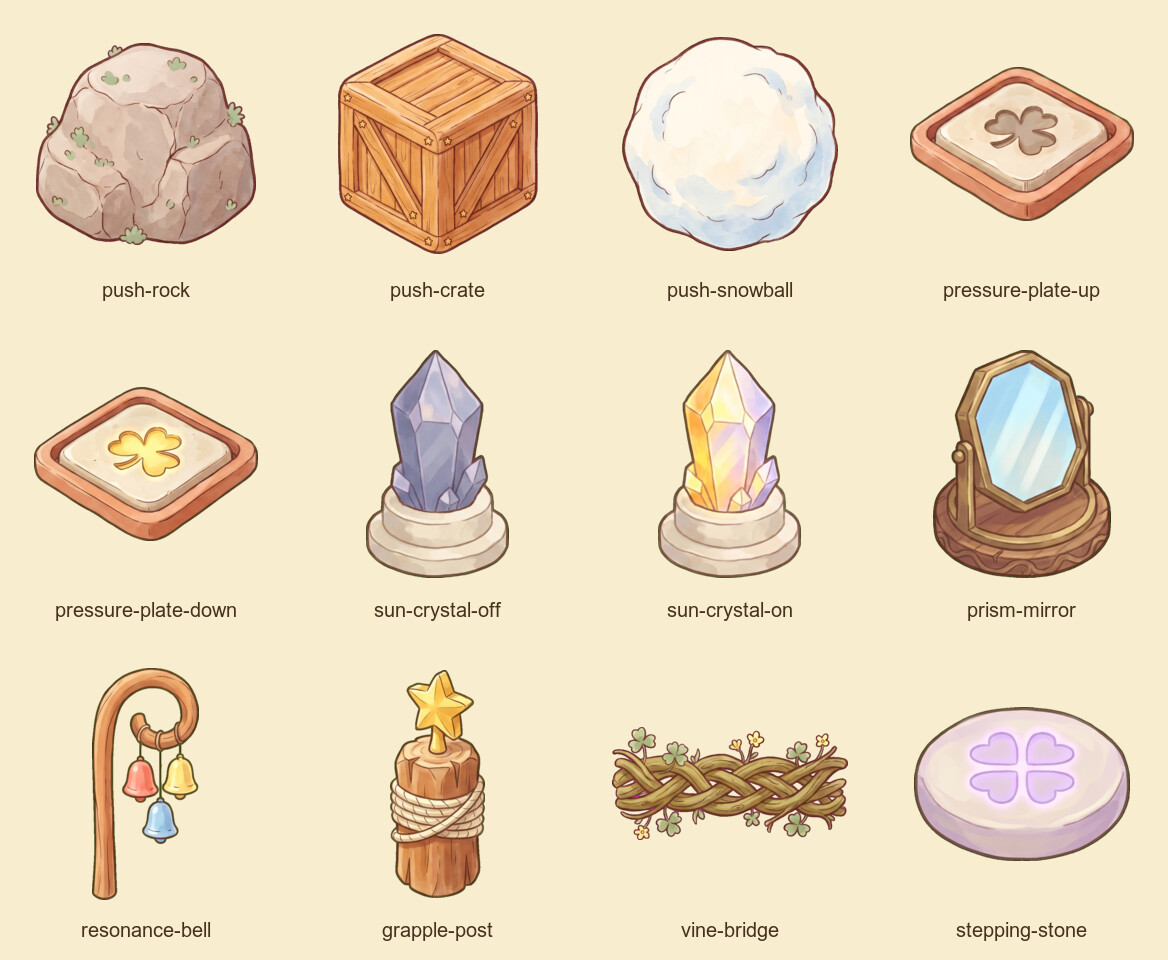 push-rock
push-crate
push-snowball
pressure-plate-up
pressure-plate-down
sun-crystal-off
sun-crystal-on
prism-mirror
resonance-bell
grapple-post
vine-bridge
stepping-stone